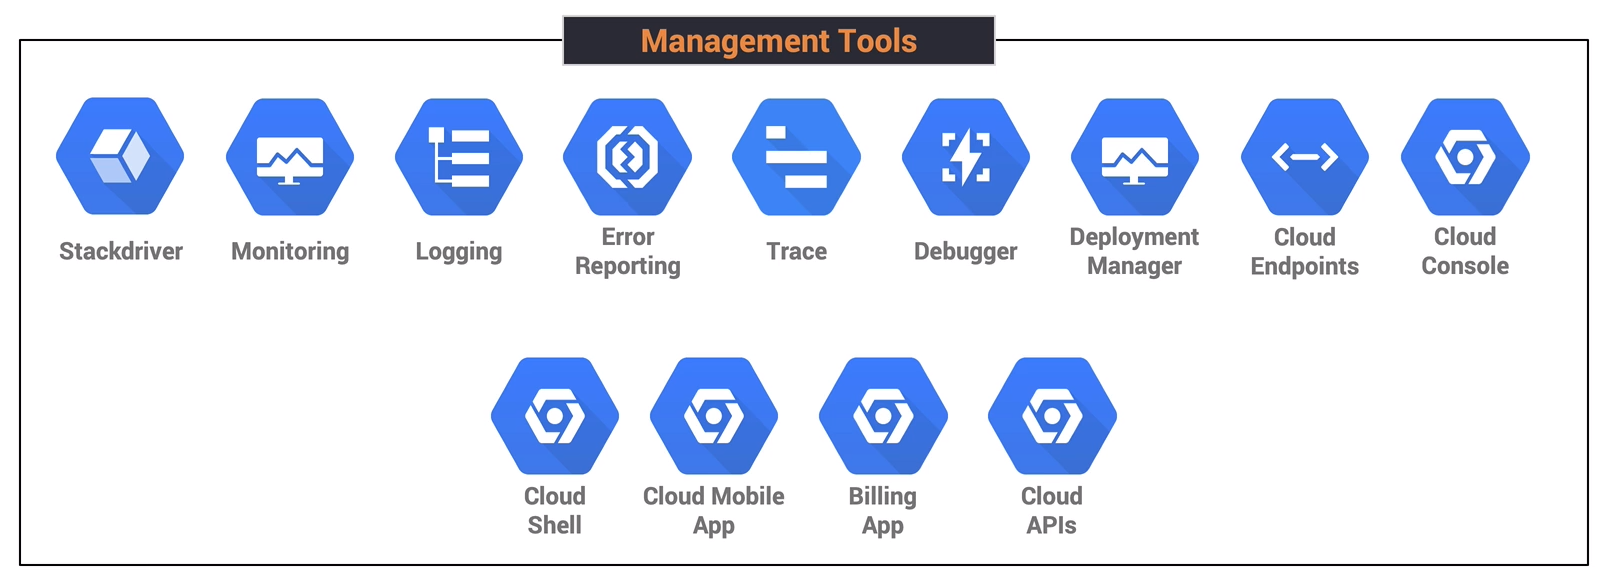 Management Tools
Stackdriver
Monitoring
Logging
Error
Reporting
Trace
Debugger
Deployment
Manager
Cloud
Endpoints
Cloud
Console
Cloud
Shell
Cloud Mobile
App
Billing
App
Cloud
APIs